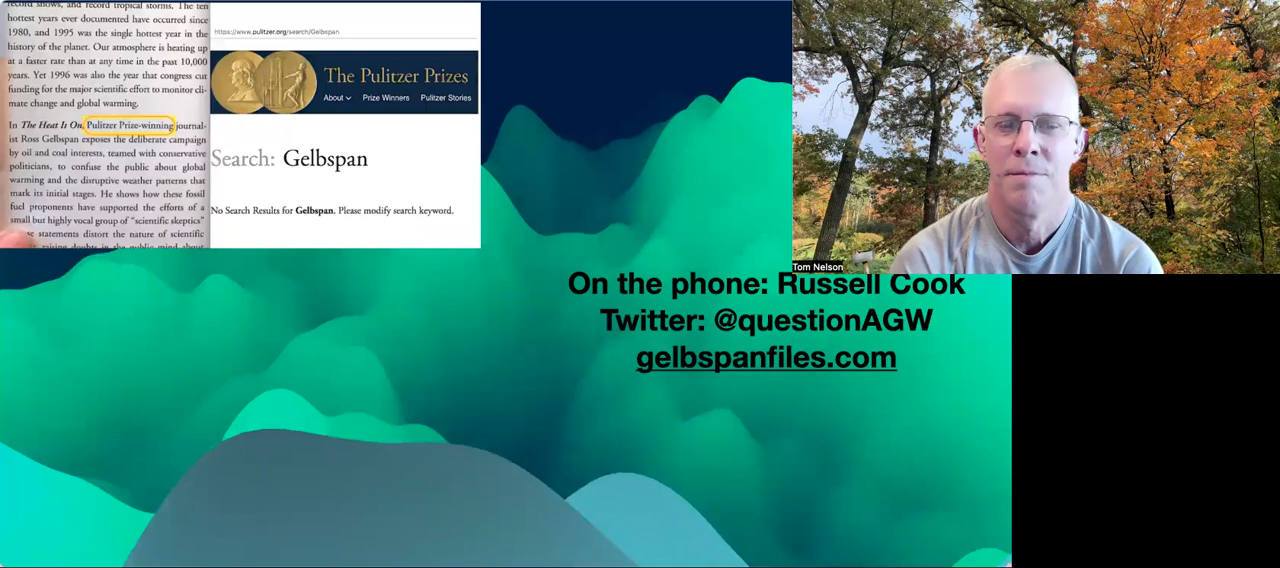 record shows, and record tropical storms. The ten
hottest years ever documented have occurred since
1980, and 1995 was the single hottest year in the
history of the planet. Our atmosphere is heating up
at a faster rate than at any time in the past 10,000
years. Yet 1996 was also the year that congress cut
funding for the major scientific effort to monitor cli-
mate change and global warming.
In The Heat Is On, Pulitzer Prize-winning journal-
ist Ross Gelbspan exposes the deliberate campaign
by oil and coal interests, teamed with conservative
politicians, to confuse the public about global
warming and the disruptive weather patterns that
mark its initial stages. He shows how these fossil
fuel proponents have supported the efforts of a
small but highly vocal group of "scientific skeptics"
statements distort the nature of scientific
raising doubts in the public mind about
https://www.pulitzer.org/search/Gelbspan
The Pulitzer Prizes
About Prize Winners Pulitzer Stories
Search: Gelbspan
No Search Results for Gelbspan. Please modify search keyword.
Tom Nelson
On the phone: Russell Cook
Twitter: @questionAGW
gelbspanfiles.com